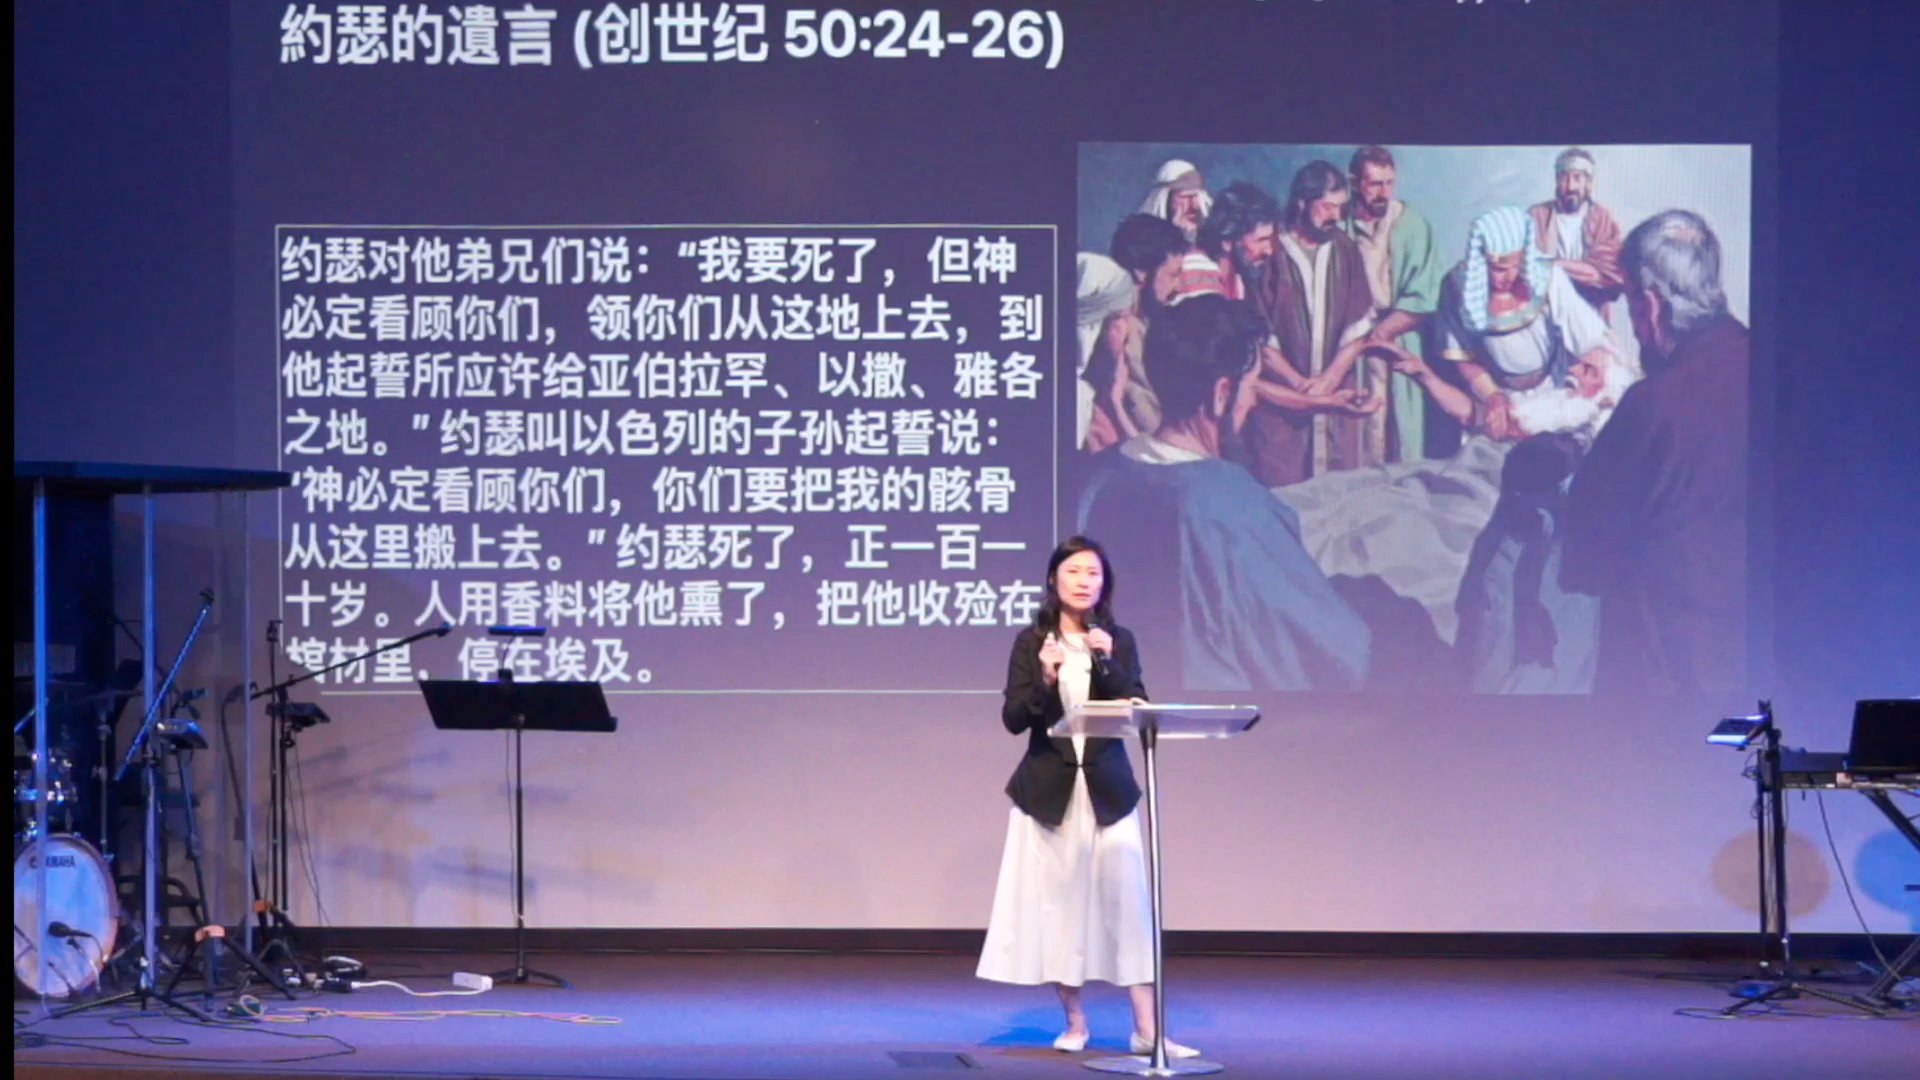 約瑟的遺言 (创世纪 50:24-26)
约瑟对他弟兄们说：“我要死了，但神
必定看顾你们，领你们从这地上去，到
他起誓所应许给亚伯拉罕、以撒、雅各
之地。”约瑟叫以色列的子孙起誓说：
“神必定看顾你们，你们要把我的骸骨
从这里搬上去。”约瑟死了，正一百一
十岁。人用香料将他熏了，把他收殓在
棺材里，停在埃及。
YAMAHA